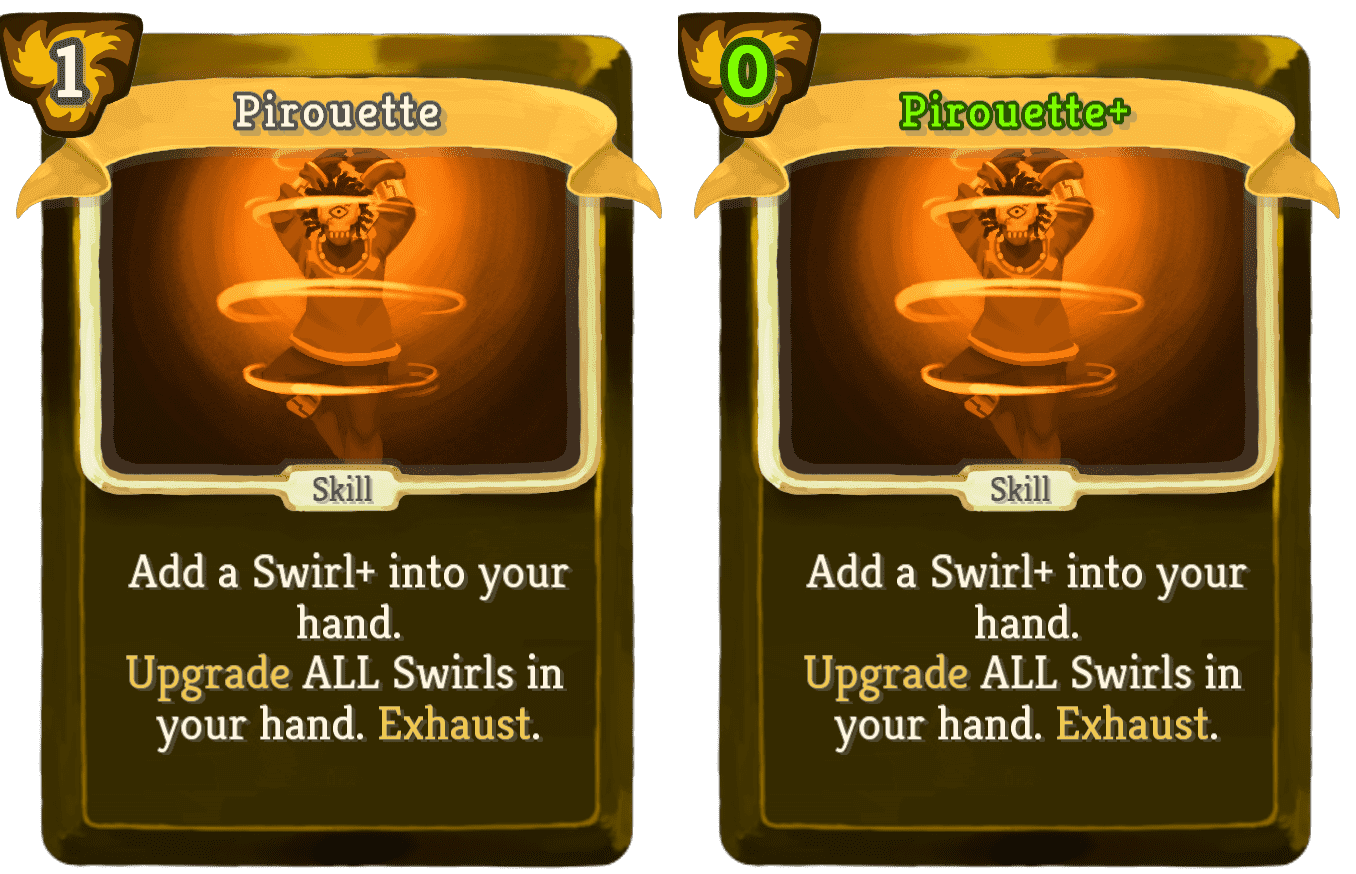 1
Pirouette
Skill
Add a Swirl+ into your
hand.
Upgrade ALL Swirls in
your hand. Exhaust.
0
Pirouette+
Skill
Add a Swirl+ into your
hand.
Upgrade ALL Swirls in
your hand. Exhaust.